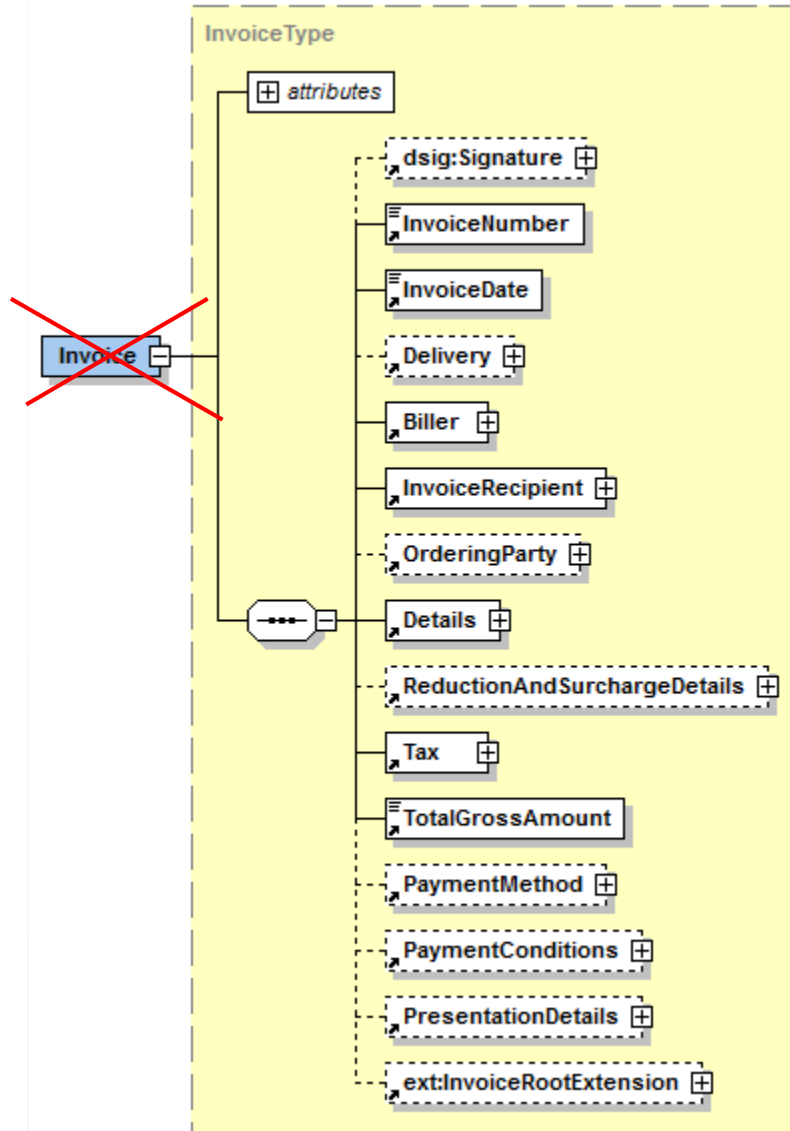 InvoiceType
attributes
dsig:Signature
InvoiceNumber
InvoiceDate
Invoice
Delivery
Biller
InvoiceRecipient
OrderingParty
Details
ReductionAndSurchargeDetails
Tax
TotalGrossAmount
PaymentMethod
PaymentConditions
PresentationDetails
ext:InvoiceRootExtension